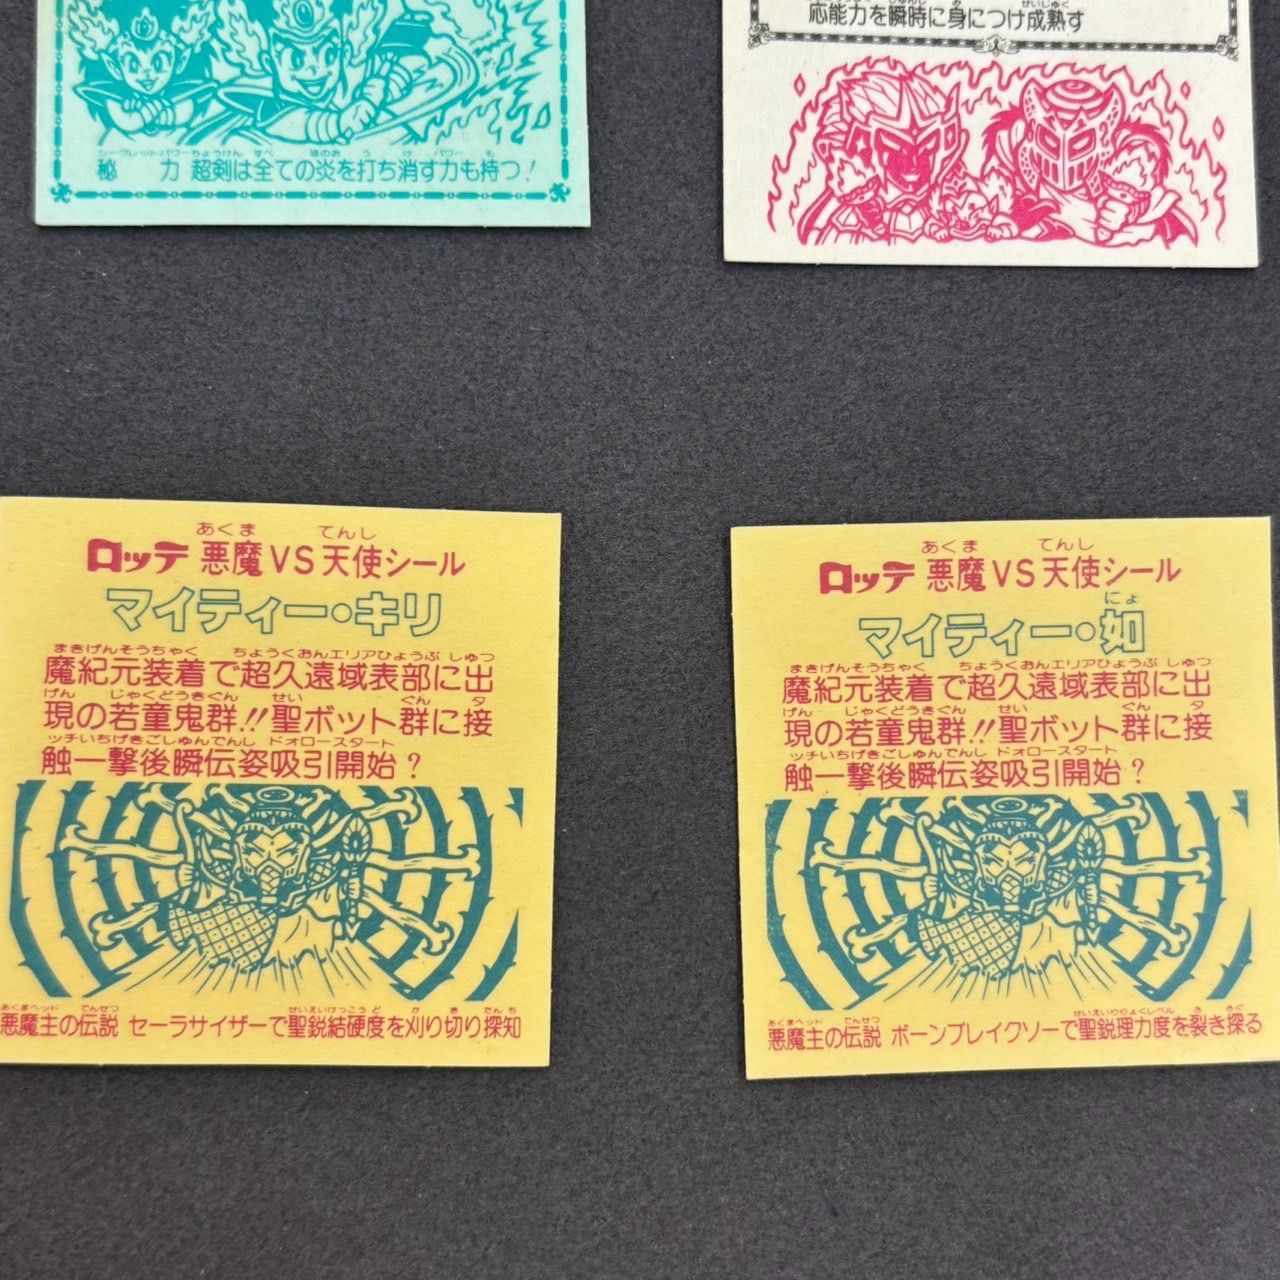 シークレットパワー ちょうけん すべ ほのお う け パワー も
秘　力 超剣は全ての炎を打ち消す力も持つ!
応能力を瞬時に身につけ成熟す
あくま てんし
ロッテ 悪魔VS天使シール
マイティー・キリ
まきげんそうちゃく ちょうくおんエリアひょうぶ しゅつ
魔紀元装着で超久遠域表部に出
げん じゃくどうきぐん せい ぐん タ
現の若童鬼群!!聖ボット群に接
ッチいちげきごしゅんでんし ドォロースタート
触一撃後瞬伝姿吸引開始?
あくまヘッド でんせつ せいえいけっこうど か き たんち
悪魔主の伝説 セーラサイザーで聖鋭結硬度を刈り切り探知
あくま てんし
ロッテ 悪魔VS天使シール
にょ
マイティー・如
まきげんそうちゃく ちょうくおんエリアひょうぶ しゅつ
魔紀元装着で超久遠域表部に出
げん じゃくどうきぐん せい ぐん タ
現の若童鬼群!!聖ボット群に接
ッチいちげきごしゅんでんし ドォロースタート
触一撃後瞬伝姿吸引開始?
あくまヘッド でんせつ せいえいりりょくレベル さ さぐ
悪魔主の伝説 ボーンブレイクソーで聖鋭理力度を裂き探る